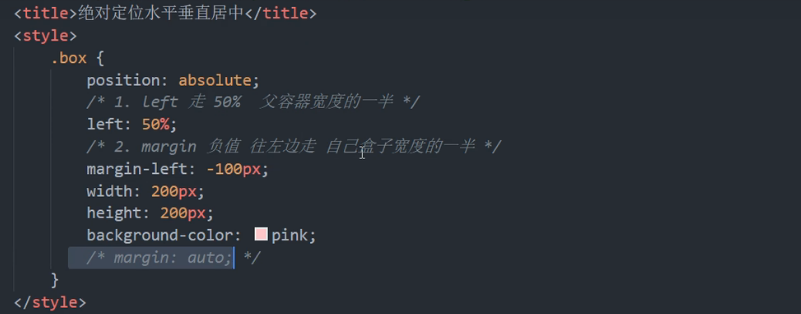 <title>绝对定位水平垂直居中</title>
<style>
.box {
position: absolute;
/* 1. left 走 50%  父容器宽度的一半 */
left: 50%;
/* 2. margin 负值 往左边走 自己盒子宽度的一半 */
margin-left: -100px;
width: 200px;
height: 200px;
background-color: pink;
/* margin: auto; */
}
</style>